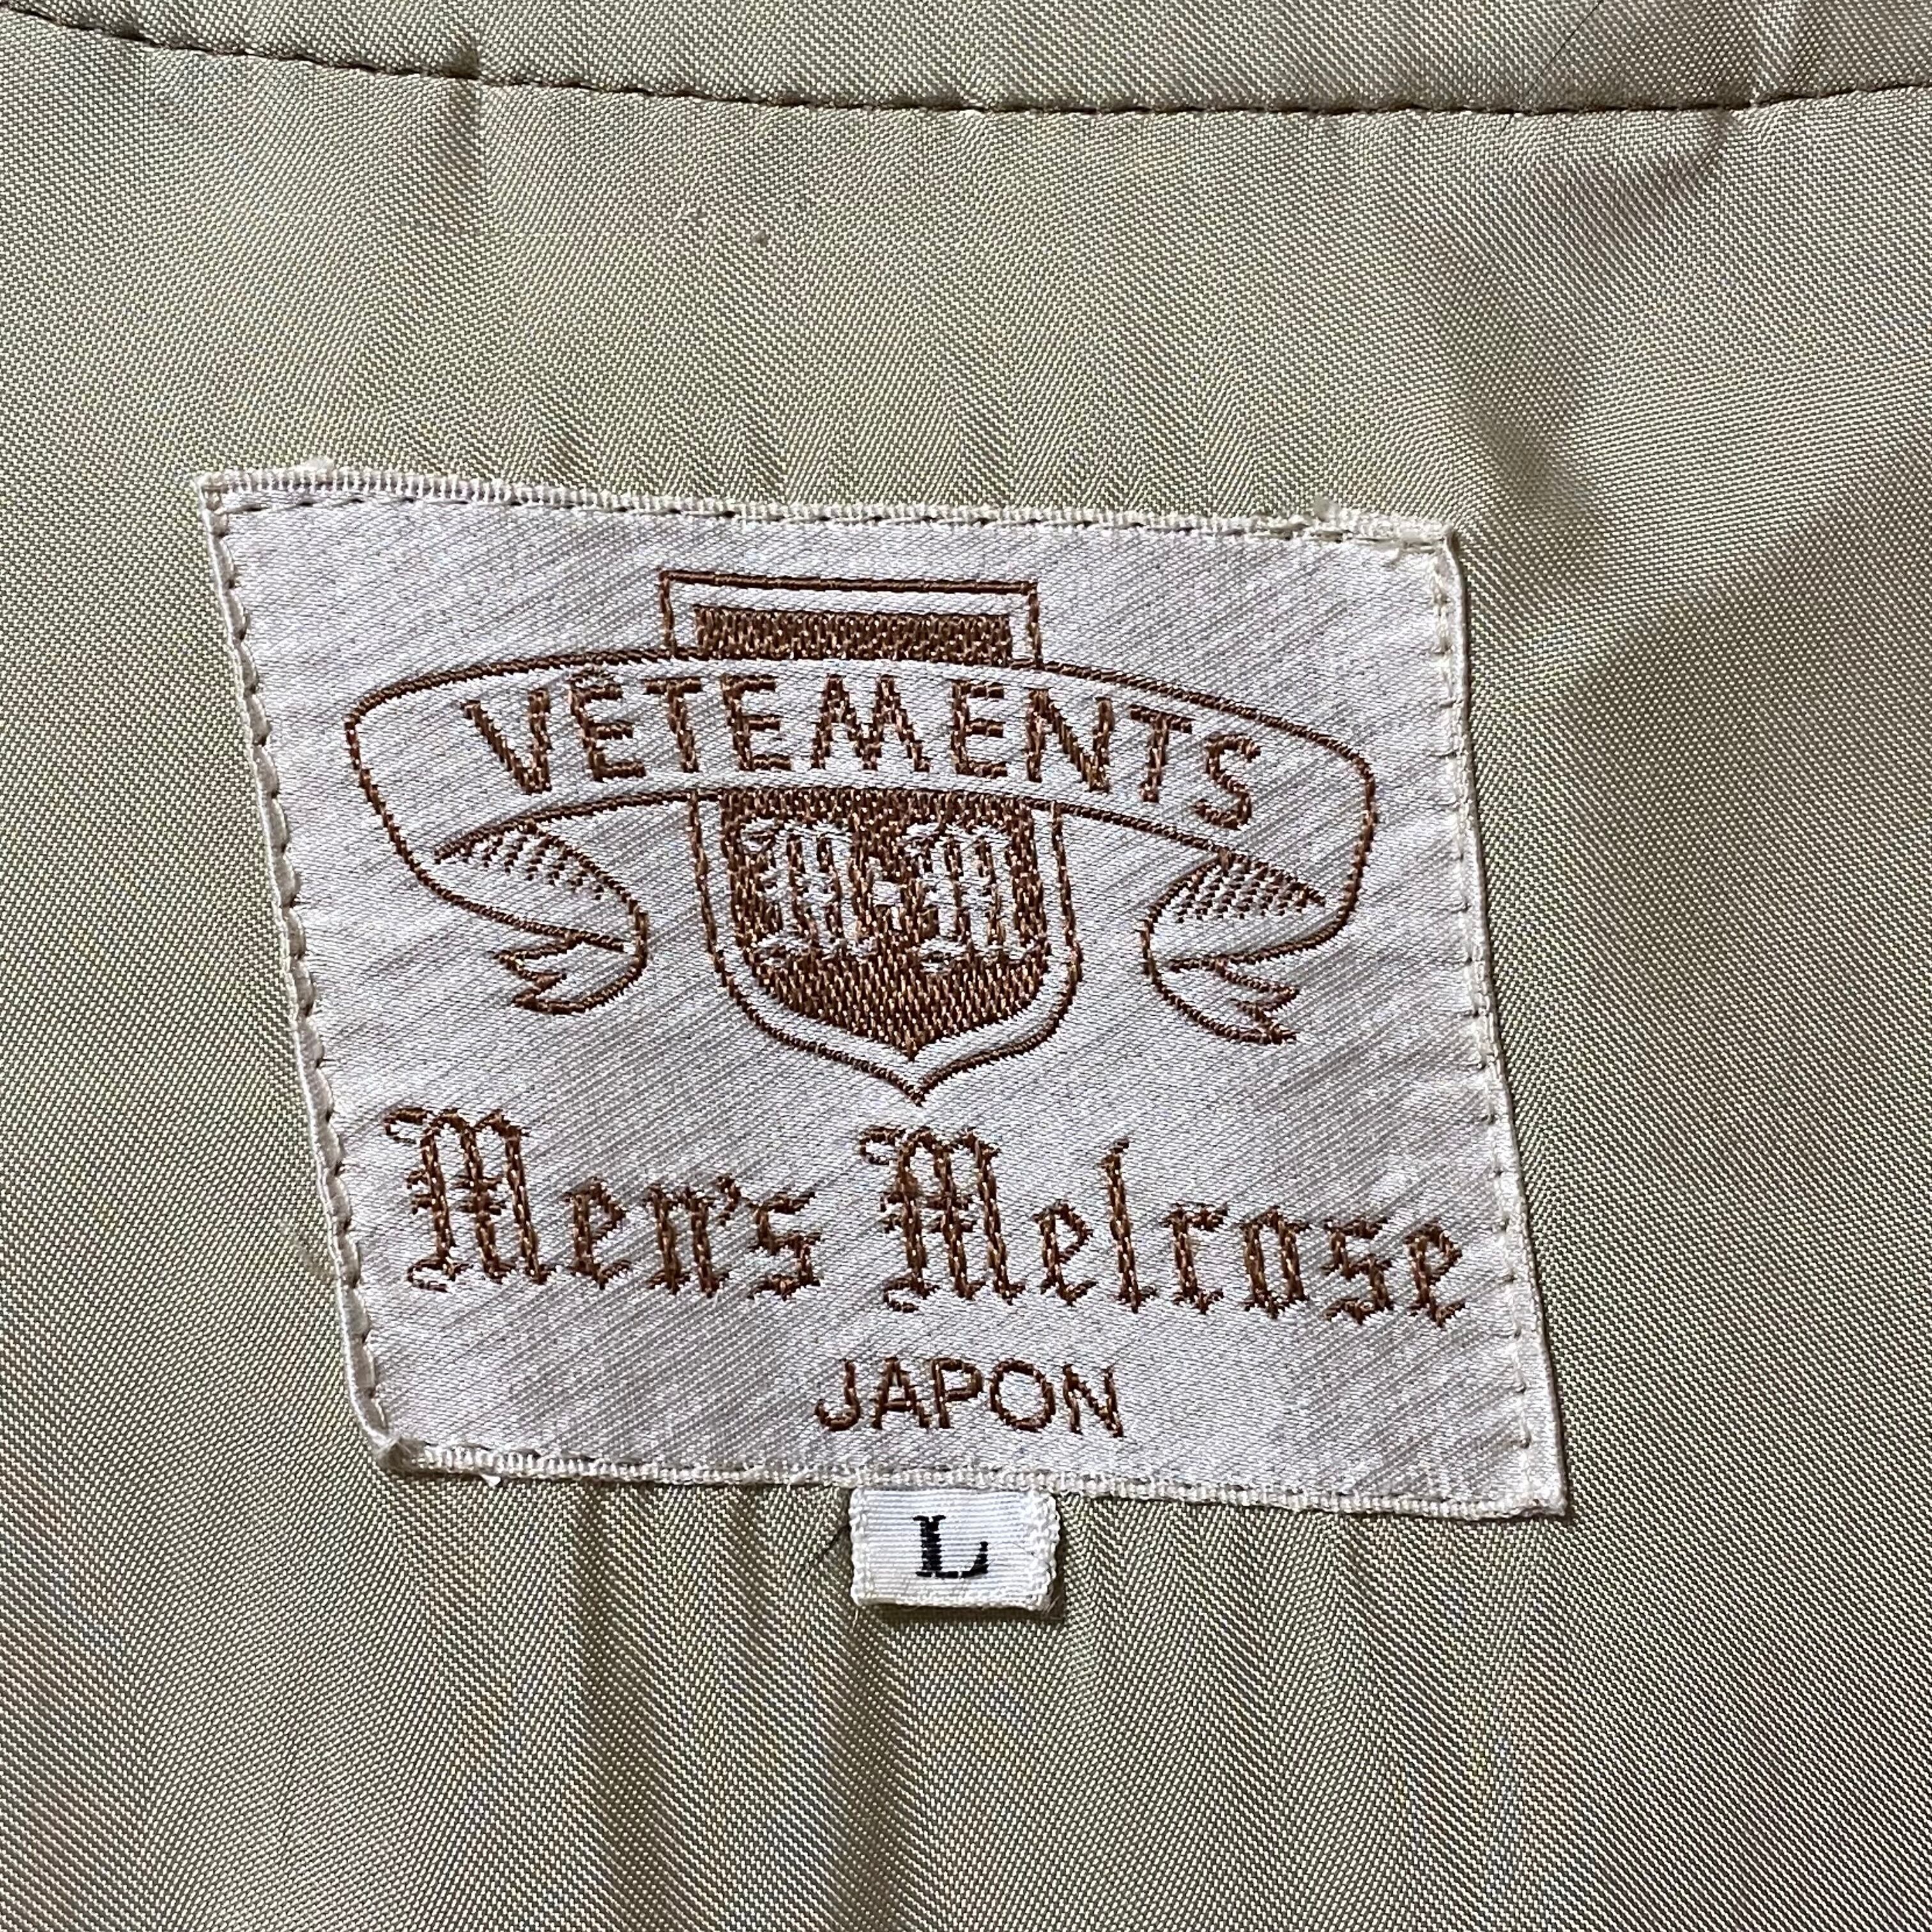 VÊTEMENTS
M·M
Men's Melrose
JAPON
L